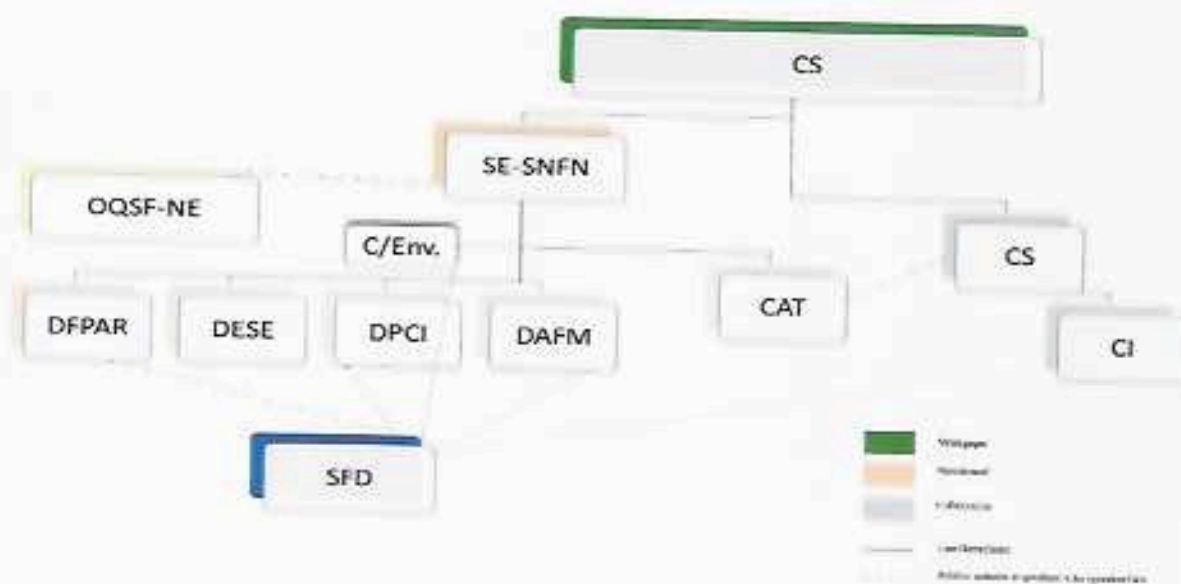 CS
SE-SNFN
OQSF-NE
C/Env.
CS
CAT
DFPAR
DESE
DPCI
DAFM
CI
SFD